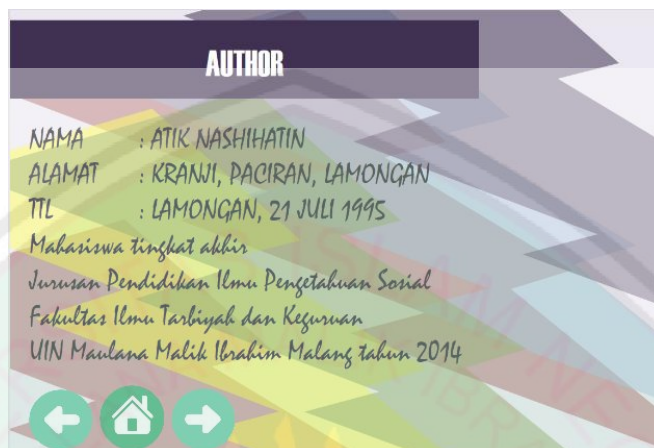 AUTHOR
NAMA : ATIK NASHIHATIN
ALAMAT : KRANJI, PACIRAN, LAMONGAN
TTL : LAMONGAN, 21 JULI 1995
Mahasiswa tingkat akhir
Jurusan Pendidikan Ilmu Pengetahuan Sosial
Fakultas Ilmu Tarbiyah dan Keguruan
UIN Maulana Malik Ibrahim Malang tahun 2014